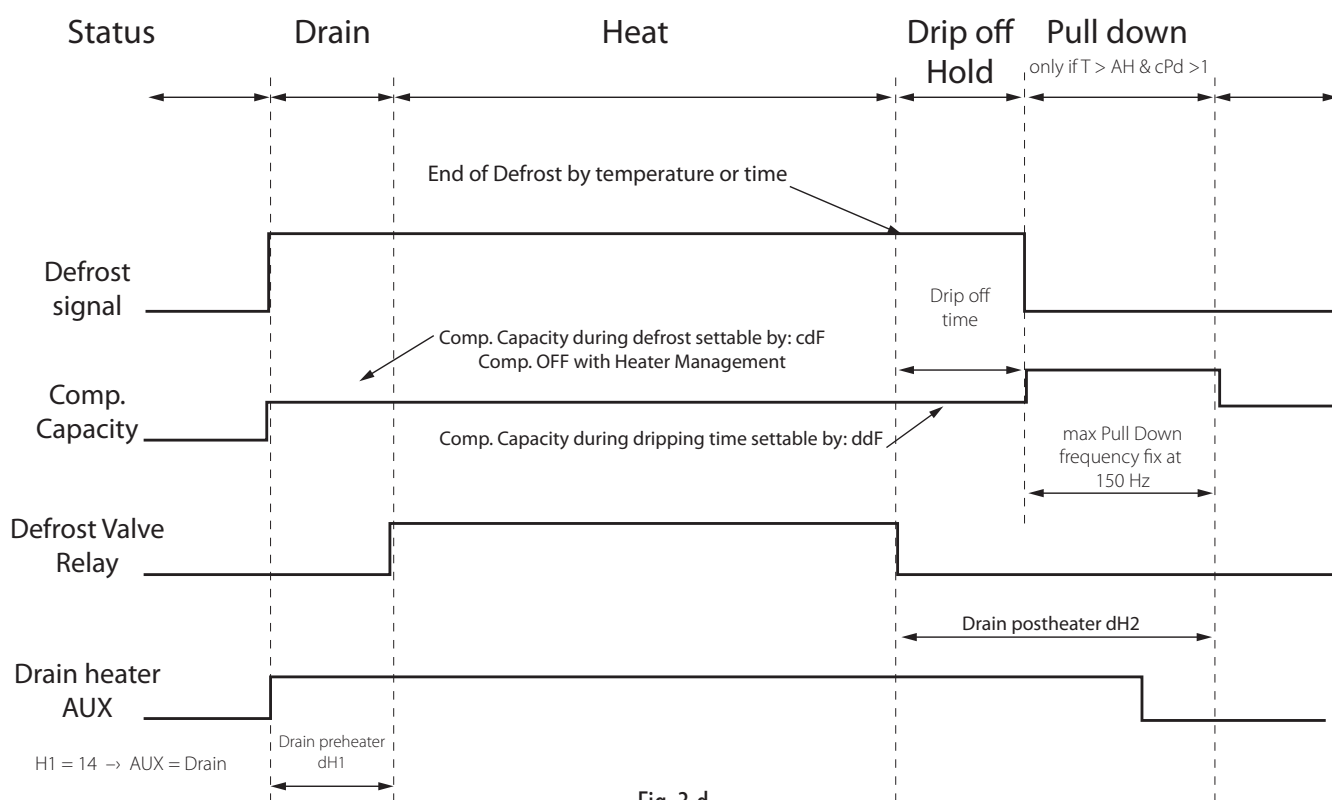 Status
Drain
Heat
Drip off
Hold
Pull down
only if T > AH & cPd >1
End of Defrost by temperature or time
Defrost
signal
Drip off
time
Comp. Capacity during defrost settable by: cdF
Comp. OFF with Heater Management
Comp.
Capacity
Comp. Capacity during dripping time settable by: ddF
max Pull Down
frequency fix at
150 Hz
Defrost Valve
Relay
Drain postheater dH2
Drain heater
AUX
Drain preheater
dH1
H1 = 14 → AUX = Drain
Fig. 2.d